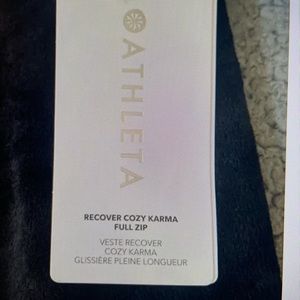 ATHLETA
RECOVER COZY KARMA
FULL ZIP
VESTE RECOVER
COZY KARMA
GLISSIÈRE PLEINE LONGUEUR